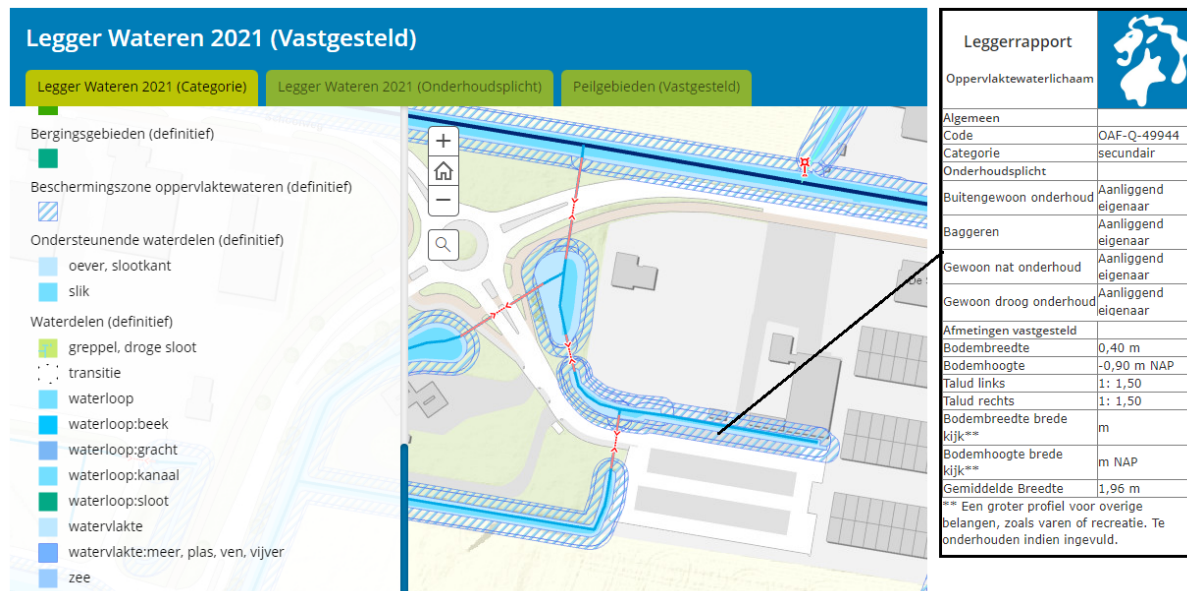 Legger Wateren 2021 (Vastgesteld)
Legger Wateren 2021 (Categorie)
Legger Wateren 2021 (Onderhoudsplicht)
Peilgebieden (Vastgesteld)
Bergingsgebieden (definitief)
Beschermingszone oppervlaktewateren (definitief)
Ondersteunende waterdelen (definitief)
oever, slootkant
slik
Waterdelen (definitief)
greppel, droge sloot
transitie
waterloop
waterloop:beek
waterloop:gracht
waterloop:kanaal
waterloop:sloot
watervlakte
watervlakte:meer, plas, ven, vijver
zee
De S
Leggerrapport
Oppervlaktewaterlichaam
Algemeen
Code OAF-Q-49944
Categorie secundair
Onderhoudsplicht
Buitengewoon onderhoud Aanliggend
eigenaar
Baggeren Aanliggend
eigenaar
Gewoon nat onderhoud Aanliggend
eigenaar
Gewoon droog onderhoud Aanliggend
eigenaar
Afmetingen vastgesteld
Bodembreedte 0,40 m
Bodemhoogte -0,90 m NAP
Talud links 1: 1,50
Talud rechts 1: 1,50
Bodembreedte brede
kijk** m
Bodemhoogte brede
kijk** m NAP
Gemiddelde Breedte 1,96 m
** Een groter profiel voor overige
belangen, zoals varen of recreatie. Te
onderhouden indien ingevuld.